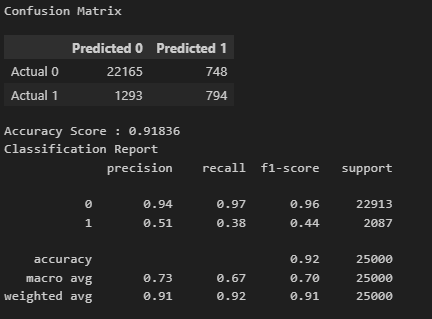 Confusion Matrix
Predicted 0 Predicted 1
Actual 0 22165 748
Actual 1 1293 794
Accuracy Score : 0.91836
Classification Report
precision recall f1-score support
0 0.94 0.97 0.96 22913
1 0.51 0.38 0.44 2087
accuracy 0.92 25000
macro avg 0.73 0.67 0.70 25000
weighted avg 0.91 0.92 0.91 25000